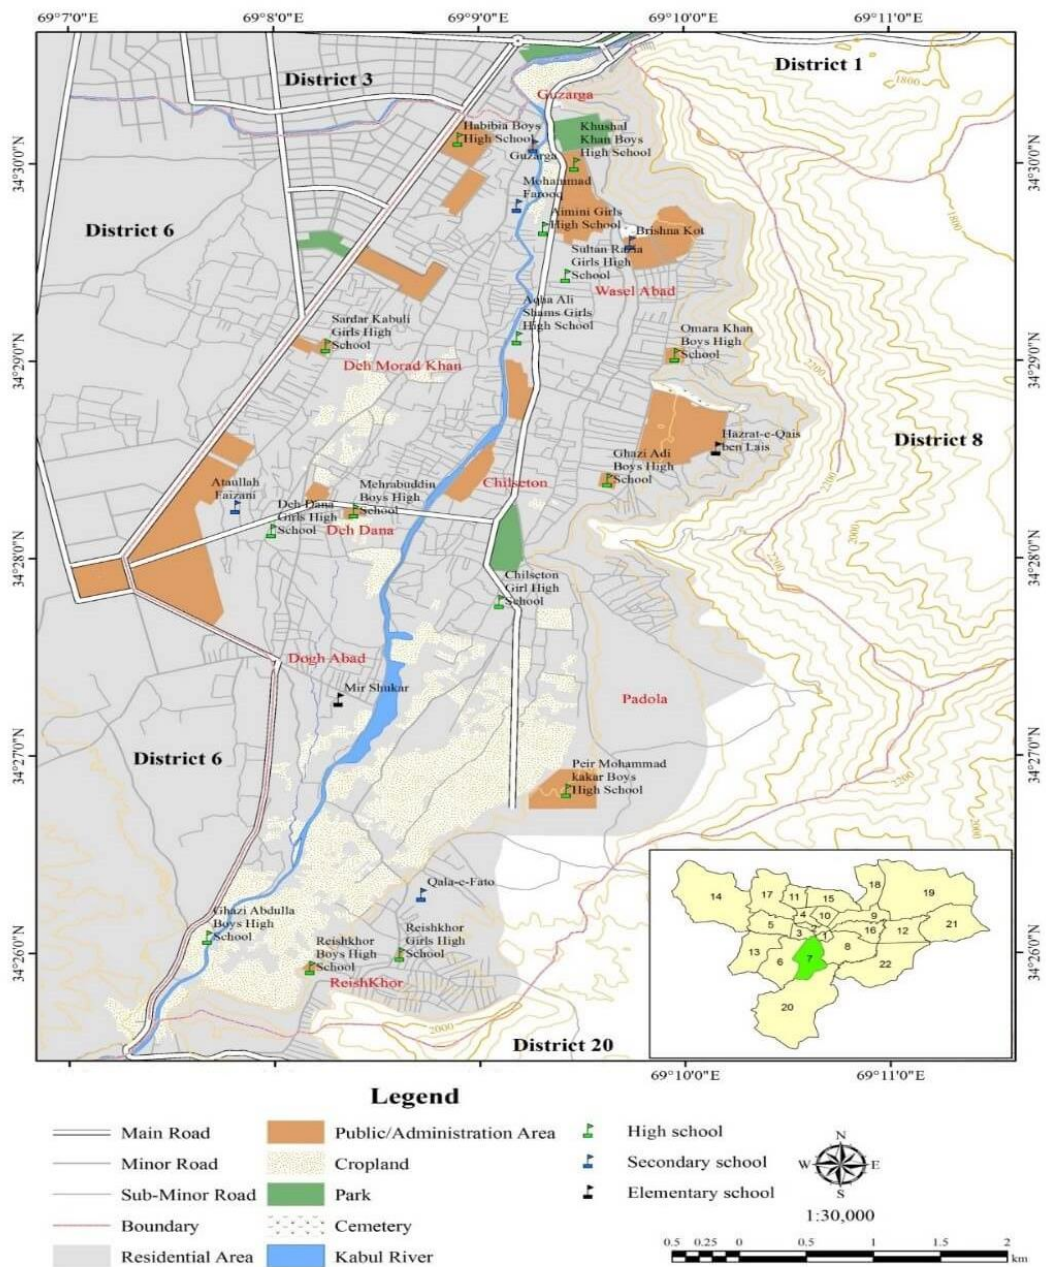 69°7'0"E
69°8'0"E
69°9'0"E
69°10'0"E
69°11'0"E
District 3
District 1
Guzarga
1800
Habibia Boys
High School
Khushal
Khan Boys
High School
34°30'0"N
34°30'0"N
Guzarga
Mohammad
Farooq
1800
District 6
Aimini Girls
High School
Brishna Kot
Sultan Razia
Girls High
School
Wasel Abad
Aqha Ali
Shams Girls
High School
Sardar Kabuli
Girls High
School
Omara Khan
Boys High
School
34°29'0"N
34°29'0"N
Deh Morad Khan
2200
Hazrat-e-Qais
ben Lais
District 8
Ghazi Adi
Boys High
School
Chilseton
Ataullah
Faizani
Mehrabuddin
Boys High
School
Deh Dana
Girls High
School
Deh Dana
2200
2000
34°28'0"N
34°28'0"N
2200
Chilseton
Girl High
School
Dogh Abad
Mir Shukar
Padola
District 6
34°27'0"N
34°27'0"N
Peir Mohammad
kakar Boys
High School
2200
2000
Qala-e-Fato
Ghazi Abdulla
Boys High
School
Reishkhor
Boys High
School
Reishkhor
Girls High
School
34°26'0"N
34°26'0"N
ReishKhor
2000
District 20
14
17
11
15
18
19
4
10
9
5
3
2
1
16
12
21
13
6
7
8
22
20
69°10'0"E
69°11'0"E
Legend
Main Road
Public/Administration Area
High school
Minor Road
Cropland
Secondary school
Sub-Minor Road
Park
Elementary school
Boundary
Cemetery
Residential Area
Kabul River
N
W
E
S
1:30,000
0.5 0.25 0 0.5 1 1.5 2
km